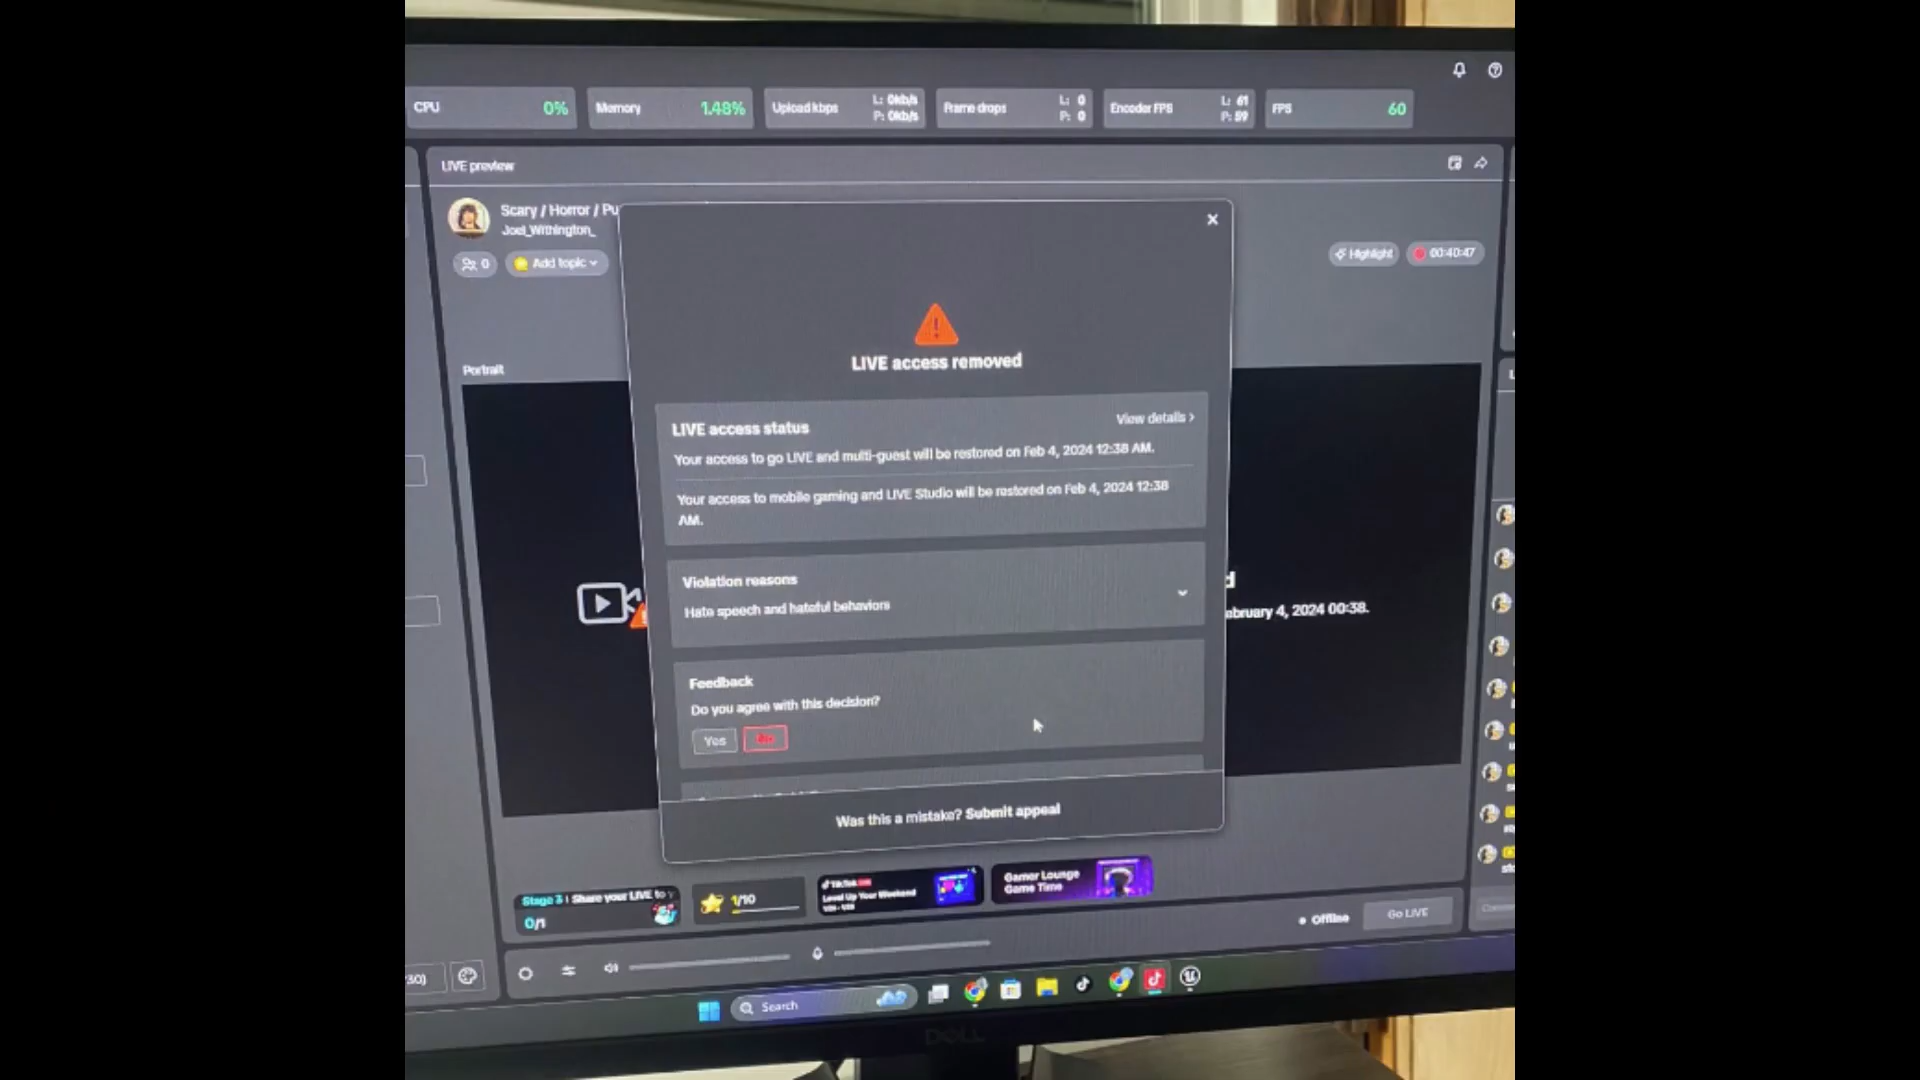 CPU 0%
Memory 1.48%
Upload kbps L: 0kb/s P: 0kb/s
Frame drops L: 0 P: 0
Encoder FPS L: 61 P: 59
FPS 60
LIVE preview
Scary / Horror / Pu
Joel_Withington_
0
Add topic
Highlight
00:40:47
Portrait
LIVE access removed
LIVE access status
View details >
Your access to go LIVE and multi-guest will be restored on Feb 4, 2024 12:38 AM.
Your access to mobile gaming and LIVE Studio will be restored on Feb 4, 2024 12:38
AM.
Violation reasons
Hate speech and hateful behaviors
d
ebruary 4, 2024 00:38.
Feedback
Do you agree with this decision?
Yes
No
Was this a mistake? Submit appeal
Stage 3 | Share your LIVE to
0/1
1/10
TikTok LIVE
Level Up Your Weekend
Gamer Lounge
Game Time
Offline
Go LIVE
30)
Search
DELL